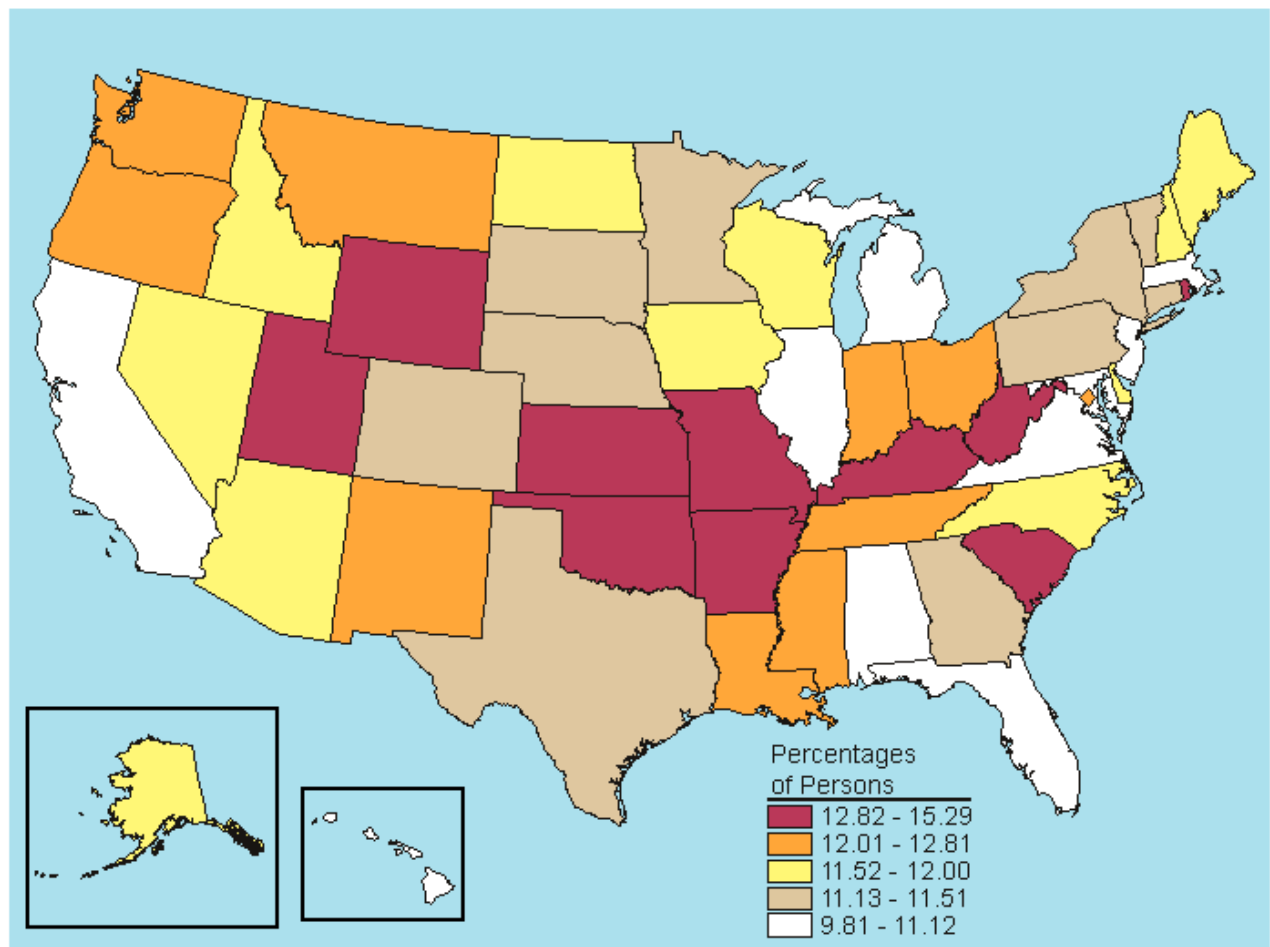 Percentages
of Persons
12.82 - 15.29
12.01 - 12.81
11.52 - 12.00
11.13 - 11.51
9.81 - 11.12